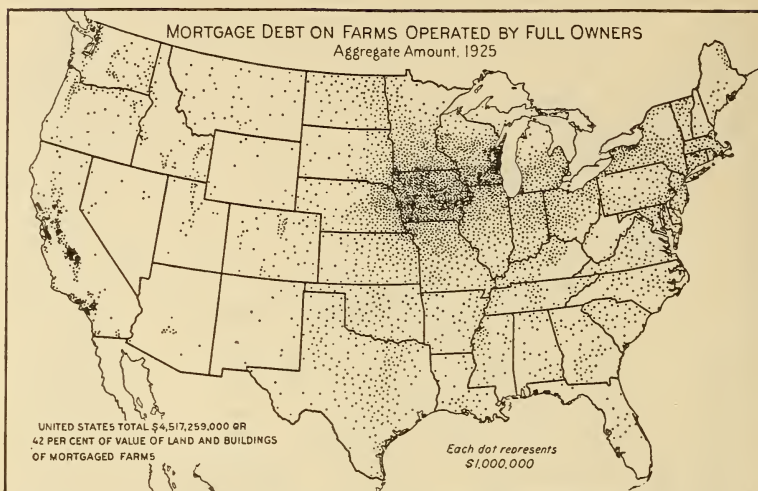 MORTGAGE DEBT ON FARMS OPERATED BY FULL OWNERS
Aggregate Amount, 1925
UNITED STATES TOTAL $4,517,259,000 OR
42 PER CENT OF VALUE OF LAND AND BUILDINGS
OF MORTGAGED FARMS
Each dot represents
$1,000,000